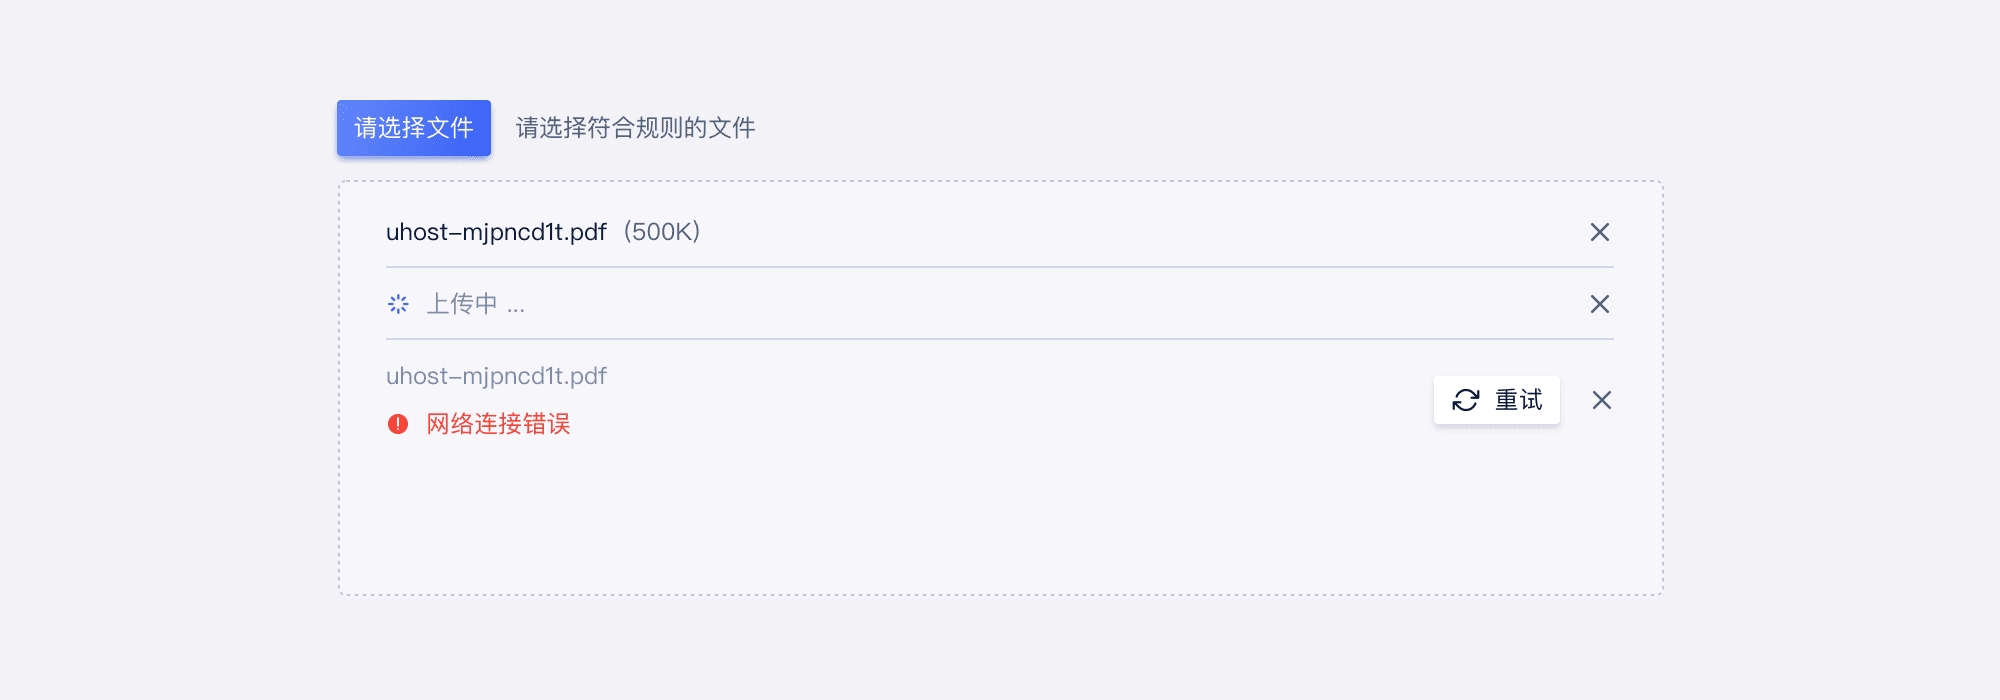 请选择文件 请选择符合规则的文件
uhost-mjpncd1t.pdf (500K)
上传中 ...
uhost-mjpncd1t.pdf
重试
网络连接错误